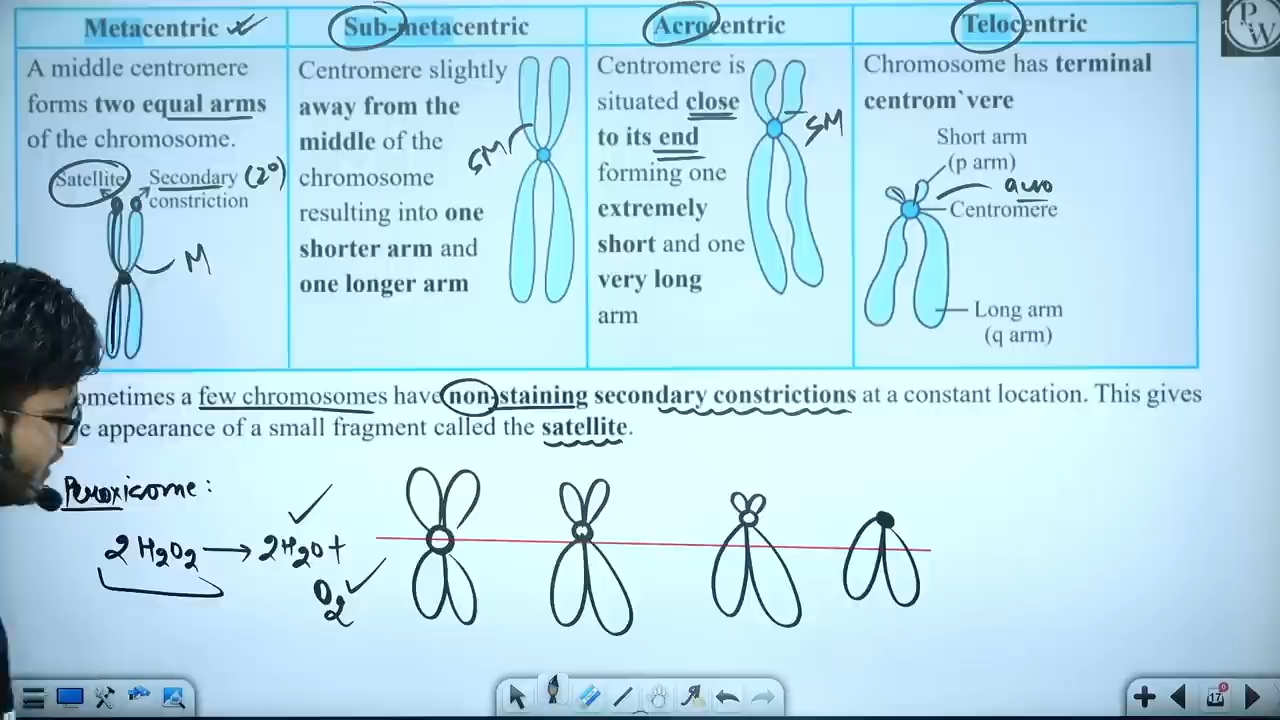 Metacentric
Sub-metacentric
Acrocentric
Telocentric
PW
A middle centromere
forms two equal arms
of the chromosome.
Satellite
Secondary (2°)
constriction
M
Centromere slightly
away from the
middle of the
chromosome
resulting into one
shorter arm and
one longer arm
SM
Centromere is
situated close
to its end
forming one
extremely
short and one
very long
arm
SM
Chromosome has terminal
centrom`vere
Short arm
(p arm)
acro
Centromere
Long arm
(q arm)
ometimes a few chromosomes have non-staining secondary constrictions at a constant location. This gives
e appearance of a small fragment called the satellite.
Peroxicome:
2H2O2 → 2H2O +
O2
17